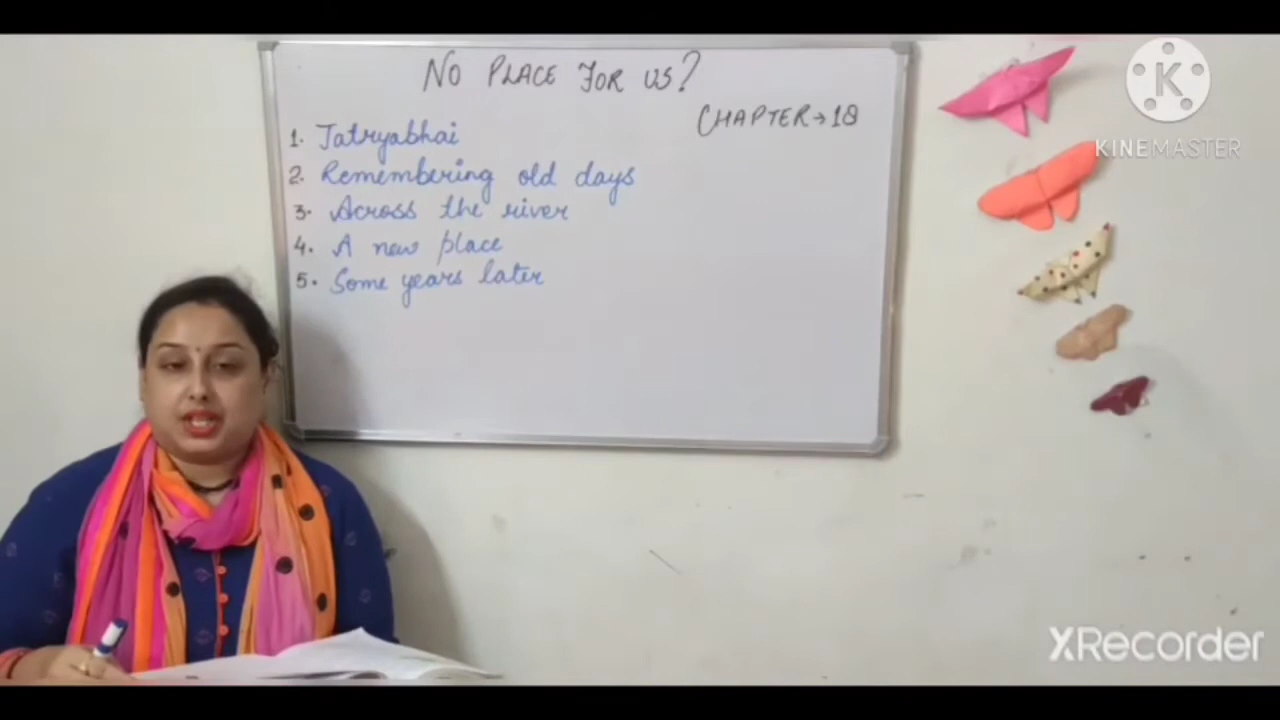 NO PLACE FOR US?
CHAPTER→18
1. Jatryabhai
2. Remembering old days
3. Across the river
4. A new place
5. Some years later
K
KINEMASTER
XRecorder